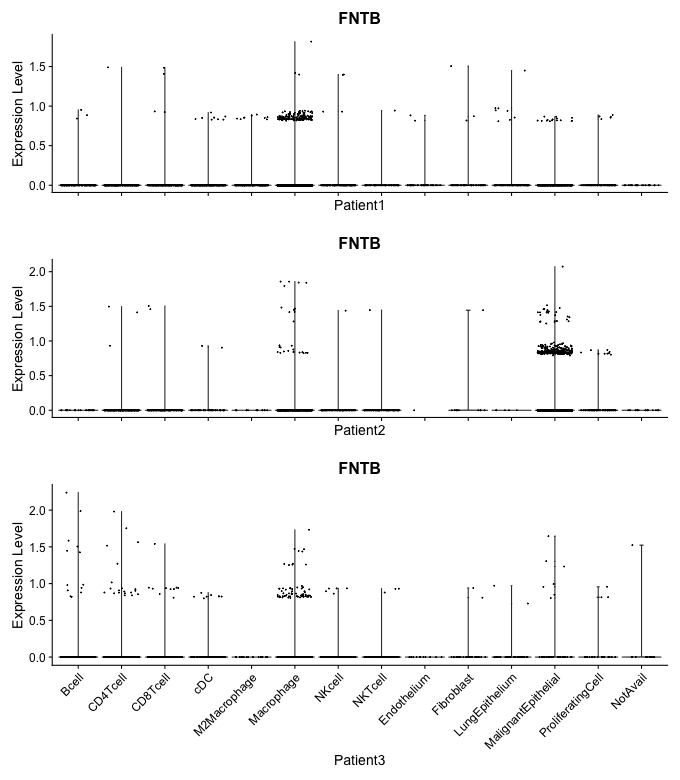 FNTB
Expression Level
1.5
1.0
0.5
0.0
Patient1
FNTB
Expression Level
2.0
1.5
1.0
0.5
0.0
Patient2
FNTB
Expression Level
2.0
1.5
1.0
0.5
0.0
Bcell
CD4Tcell
CD8Tcell
cDC
M2Macrophage
Macrophage
NKcell
NKTcell
Endothelium
Fibroblast
LungEpithelium
MalignantEpithelial
ProliferatingCell
NotAvail
Patient3